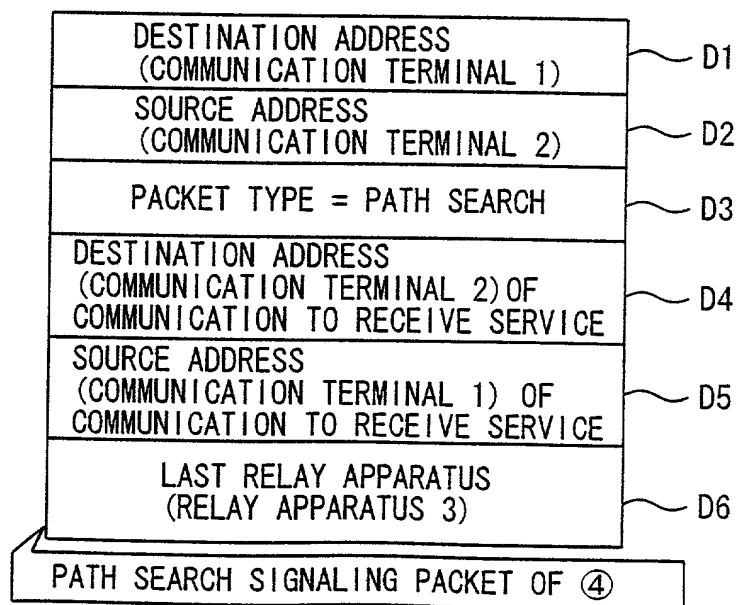 DESTINATION ADDRESS
(COMMUNICATION TERMINAL 1)
D1
SOURCE ADDRESS
(COMMUNICATION TERMINAL 2)
D2
PACKET TYPE = PATH SEARCH
D3
DESTINATION ADDRESS
(COMMUNICATION TERMINAL 2) OF
COMMUNICATION TO RECEIVE SERVICE
D4
SOURCE ADDRESS
(COMMUNICATION TERMINAL 1) OF
COMMUNICATION TO RECEIVE SERVICE
D5
LAST RELAY APPARATUS
(RELAY APPARATUS 3)
D6
PATH SEARCH SIGNALING PACKET OF ④